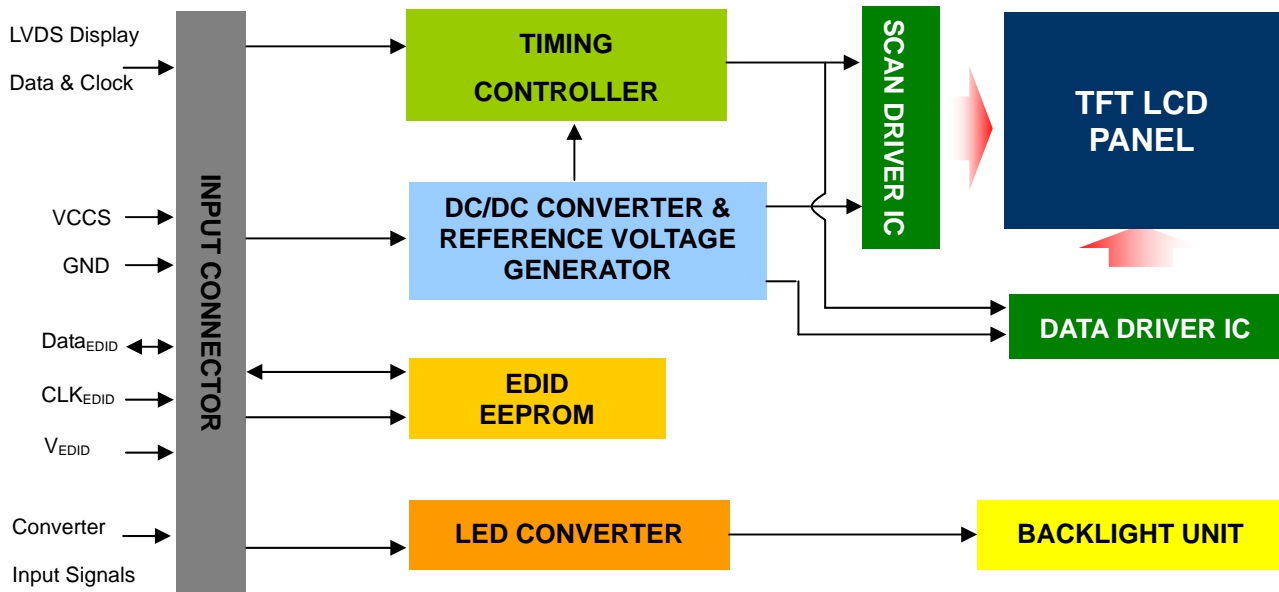 LVDS Display
Data & Clock
VCCS
GND
DataEDID
CLKEDID
VEDID
Converter
Input Signals
INPUT CONNECTOR
TIMING
CONTROLLER
DC/DC CONVERTER &
REFERENCE VOLTAGE
GENERATOR
EDID
EEPROM
LED CONVERTER
SCAN DRIVER IC
TFT LCD
PANEL
DATA DRIVER IC
BACKLIGHT UNIT